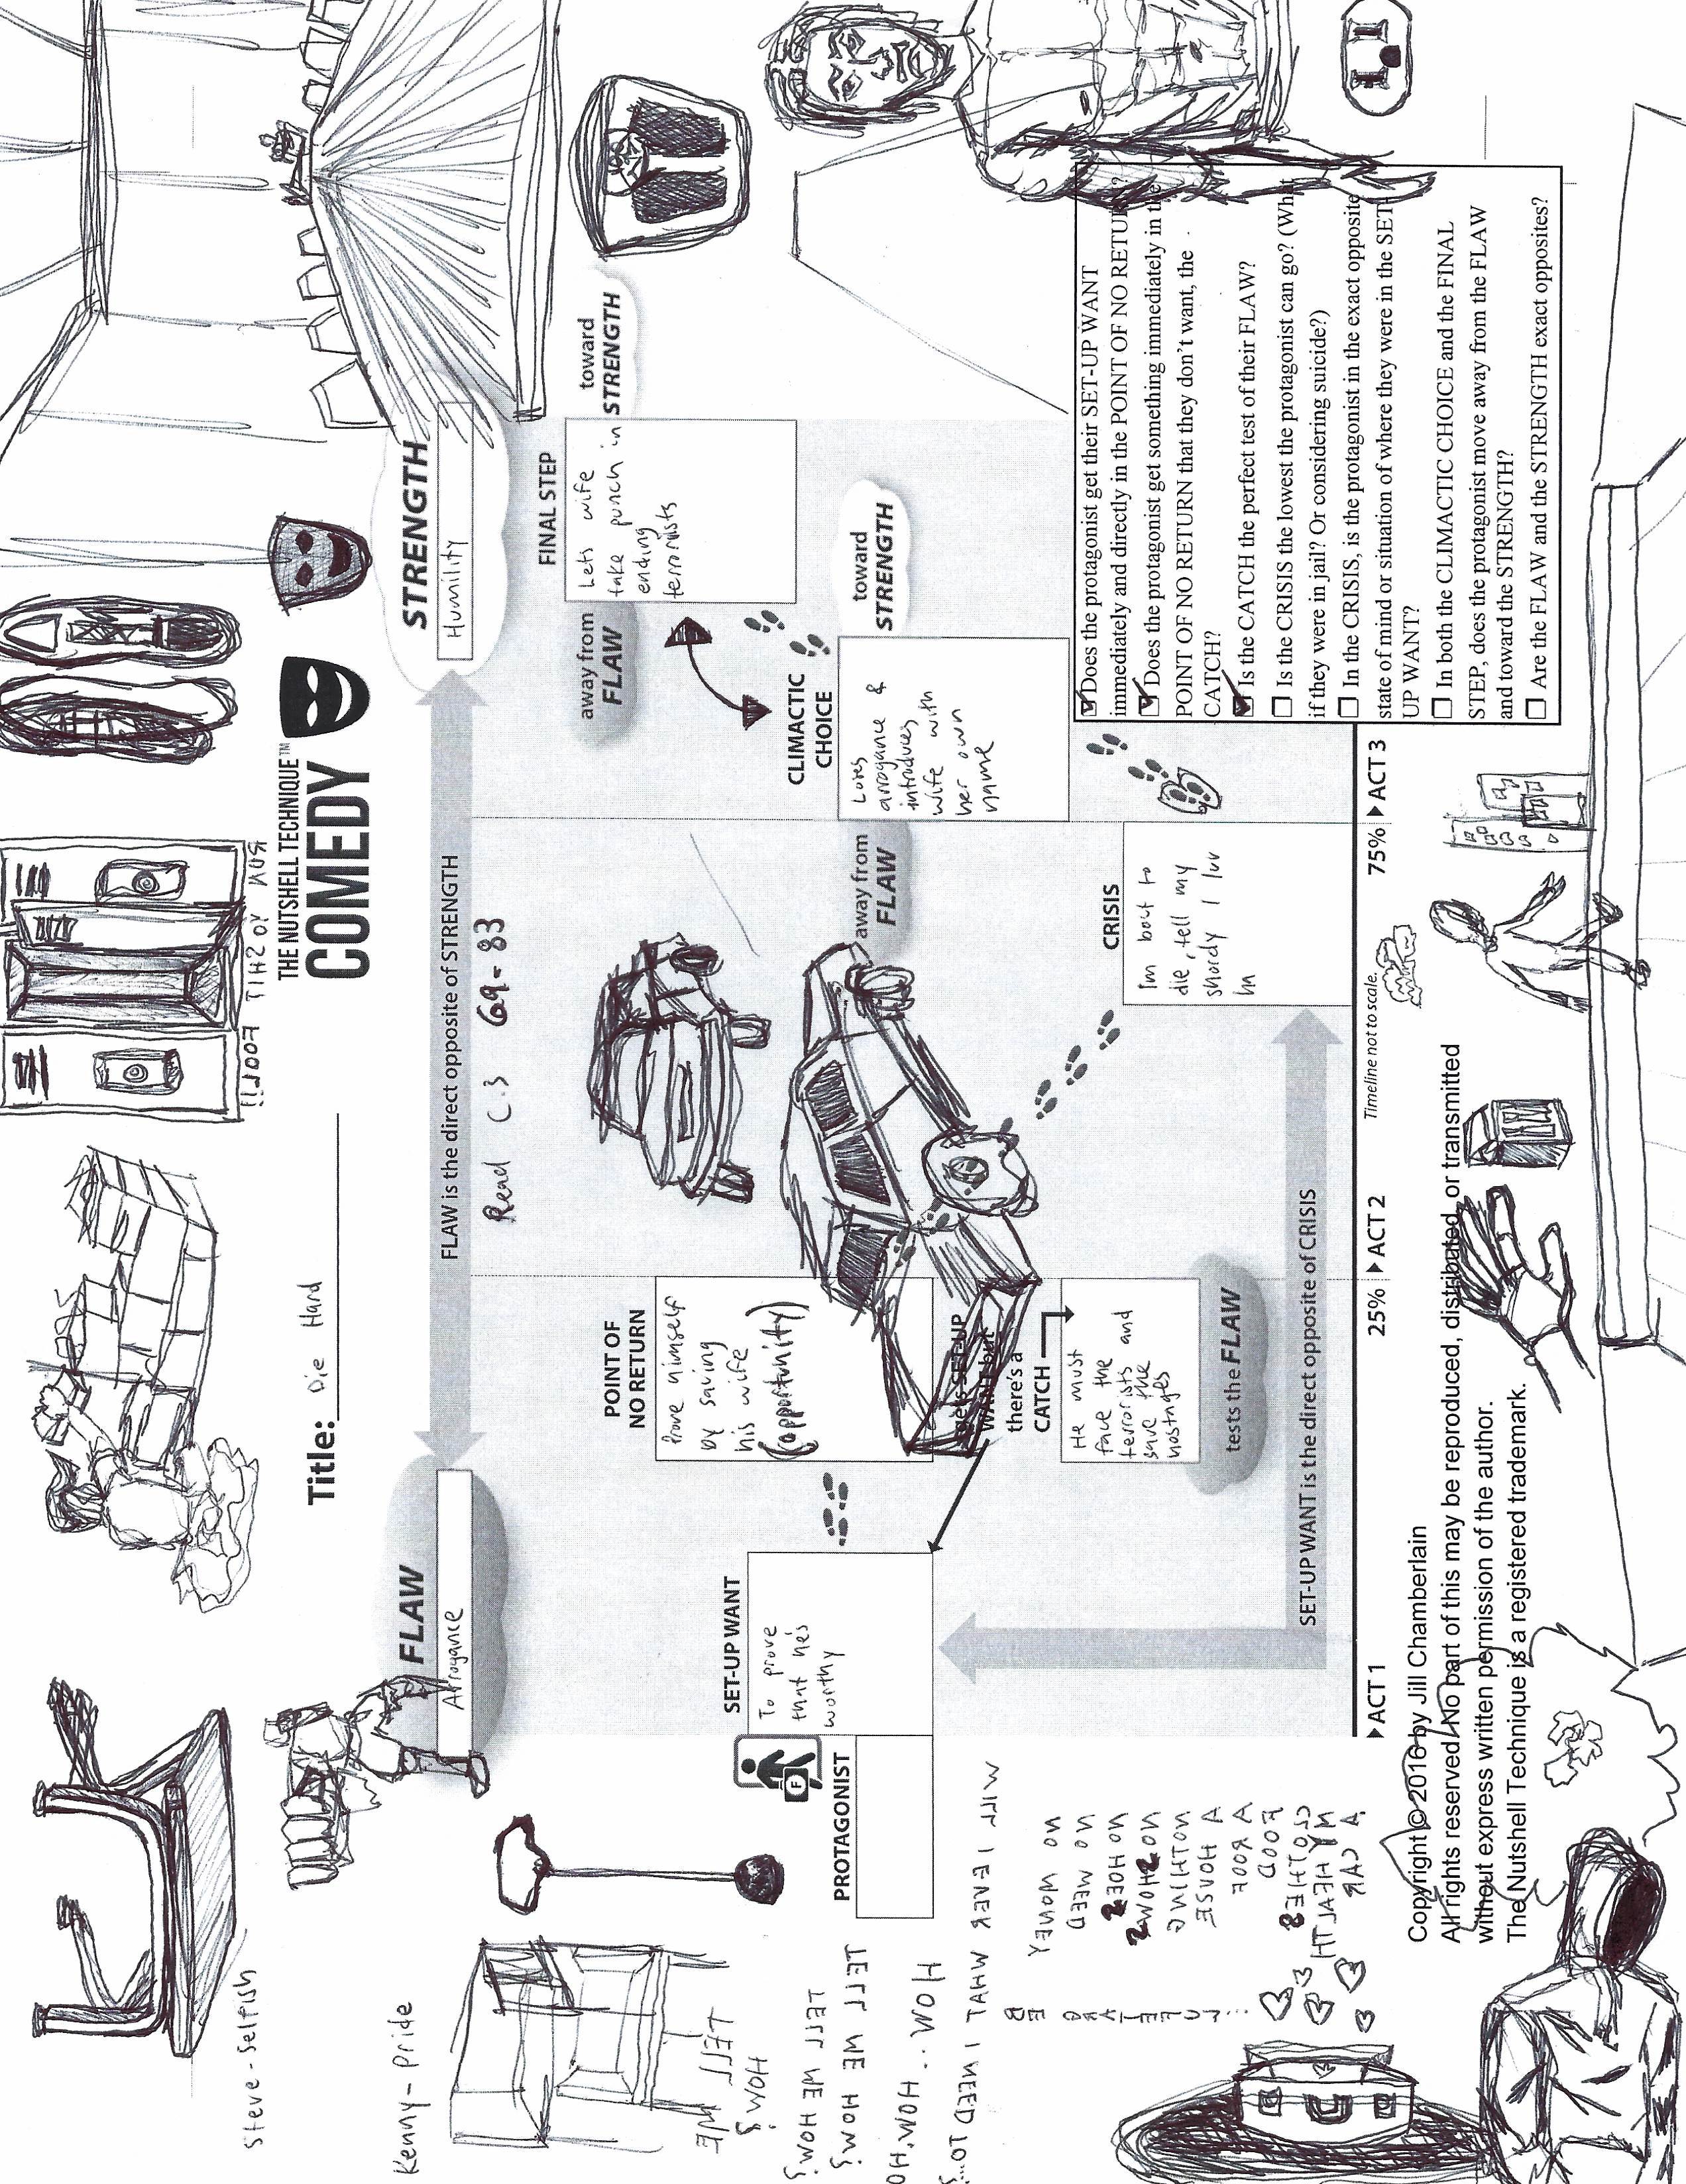 Steve - Selfish
Kenny - Pride
RUN YO SHIT FOOL!!
THE NUTSHELL TECHNIQUE™
COMEDY
Title: Die Hard
FLAW
Arrogance
STRENGTH
Humility
FLAW is the direct opposite of STRENGTH
Read C.3 69-83
PROTAGONIST
F
SET-UP WANT
To prove
that he's
worthy
POINT OF
NO RETURN
Prove himself
by saving
his wife
(opportunity)
gets SET-UP
WANT but
there's a
CATCH
He must
face the
terrorists and
save the
hostages
tests the FLAW
CRISIS
Im bout to
die, tell my
shordy I luv
hn
CLIMACTIC
CHOICE
Loses
arrogance &
introduces
wife with
her own
name
away from
FLAW
toward
STRENGTH
FINAL STEP
Lets wife
take punch in
ending
terrorists
away from
FLAW
toward
STRENGTH
SET-UP WANT is the direct opposite of CRISIS
ACT 1
25%
ACT 2
Timeline not to scale.
75%
ACT 3
Does the protagonist get their SET-UP WANT
immediately and directly in the POINT OF NO RETURN?
Does the protagonist get something immediately in the
POINT OF NO RETURN that they don't want, the
CATCH?
Is the CATCH the perfect test of their FLAW?
Is the CRISIS the lowest the protagonist can go? (What
if they were in jail? Or considering suicide?)
In the CRISIS, is the protagonist in the exact opposite
state of mind or situation of where they were in the SET-
UP WANT?
In both the CLIMACTIC CHOICE and the FINAL
STEP, does the protagonist move away from the FLAW
and toward the STRENGTH?
Are the FLAW and the STRENGTH exact opposites?
Copyright © 2016 by Jill Chamberlain
All rights reserved. No part of this may be reproduced, distributed, or transmitted
without express written permission of the author.
The Nutshell Technique is a registered trademark.
A CAR
MY HEALTH
CLOTHES
FOOD
A ROOF
A HOUSE
NOTHING
NO HOMES
NO HOES
NO WEED
NO MONEY
WILL I EVER WHAT I NEED TO...?
HOW... HOW, HO
TELL ME HOW?
TELL ME HOW?
HOW?
TELL ME